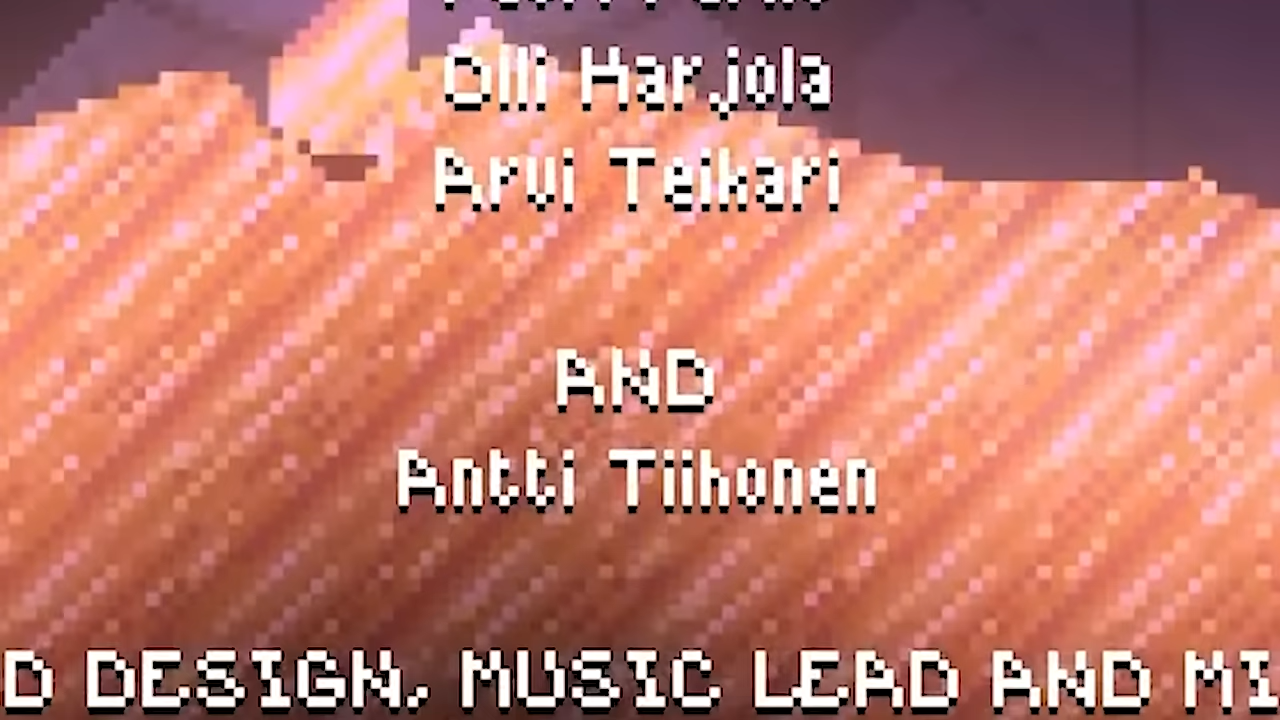 Olli Harjola
Arvi Teikari
AND
Antti Tiihonen
D DESIGN, MUSIC LEAD AND MI